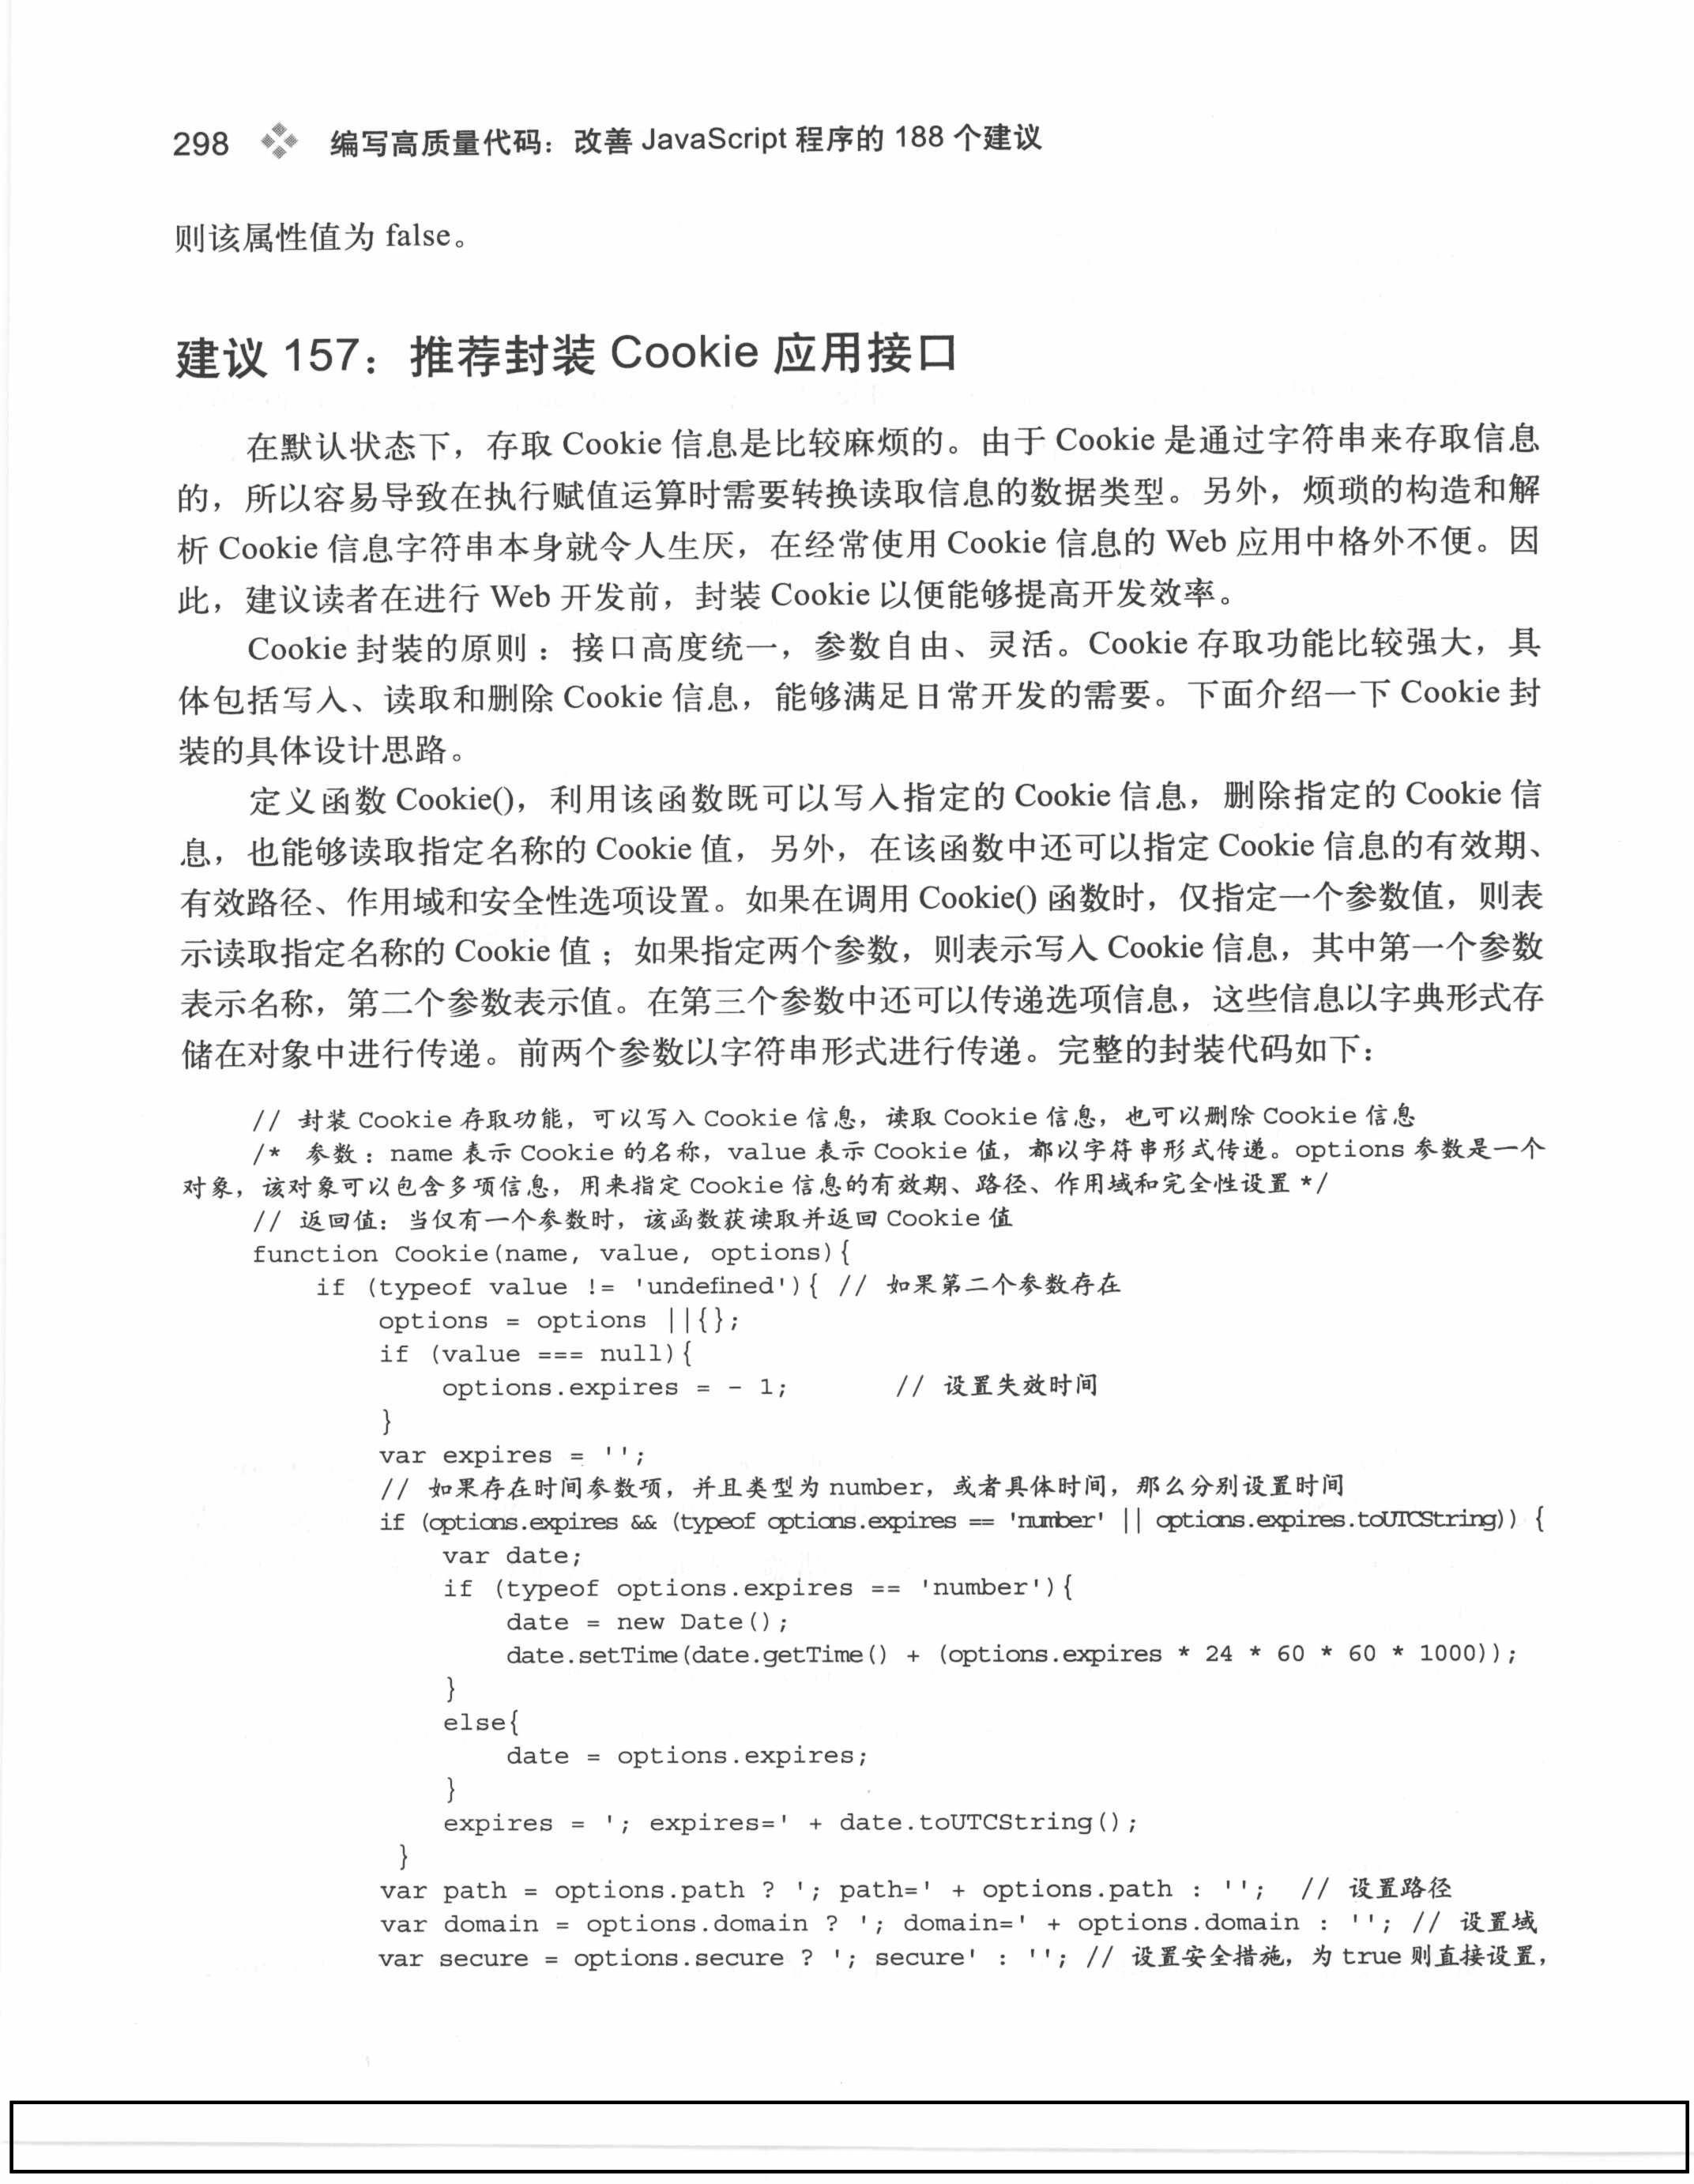 298 编写高质量代码：改善 JavaScript 程序的 188 个建议
则该属性值为 false。
建议 157：推荐封装 Cookie 应用接口
在默认状态下，存取 Cookie 信息是比较麻烦的。由于 Cookie 是通过字符串来存取信息
的，所以容易导致在执行赋值运算时需要转换读取信息的数据类型。另外，烦琐的构造和解
析 Cookie 信息字符串本身就令人生厌，在经常使用 Cookie 信息的 Web 应用中格外不便。因
此，建议读者在进行 Web 开发前，封装 Cookie 以便能够提高开发效率。
Cookie 封装的原则：接口高度统一，参数自由、灵活。Cookie 存取功能比较强大，具
体包括写入、读取和删除 Cookie 信息，能够满足日常开发的需要。下面介绍一下 Cookie 封
装的具体设计思路。
定义函数 Cookie()，利用该函数既可以写入指定的 Cookie 信息，删除指定的 Cookie 信
息，也能够读取指定名称的 Cookie 值，另外，在该函数中还可以指定 Cookie 信息的有效期、
有效路径、作用域和安全性选项设置。如果在调用 Cookie() 函数时，仅指定一个参数值，则表
示读取指定名称的 Cookie 值；如果指定两个参数，则表示写入 Cookie 信息，其中第一个参数
表示名称，第二个参数表示值。在第三个参数中还可以传递选项信息，这些信息以字典形式存
储在对象中进行传递。前两个参数以字符串形式进行传递。完整的封装代码如下：
// 封装 Cookie 存取功能，可以写入 Cookie 信息，读取 Cookie 信息，也可以删除 Cookie 信息
/* 参数：name 表示 Cookie 的名称，value 表示 Cookie 值，都以字符串形式传递。options 参数是一个
对象，该对象可以包含多项信息，用来指定 Cookie 信息的有效期、路径、作用域和完全性设置 */
// 返回值：当仅有一个参数时，该函数获读取并返回 Cookie 值
function Cookie(name, value, options){
if (typeof value != 'undefined'){ // 如果第二个参数存在
options = options ||{};
if (value === null){
options.expires = - 1; // 设置失效时间
}
var expires = '';
// 如果存在时间参数项，并且类型为 number，或者具体时间，那么分别设置时间
if (options.expires && (typeof options.expires == 'number' || options.expires.toUTCString)) {
var date;
if (typeof options.expires == 'number'){
date = new Date();
date.setTime(date.getTime() + (options.expires * 24 * 60 * 60 * 1000));
}
else{
date = options.expires;
}
expires = '; expires=' + date.toUTCString();
}
var path = options.path ? '; path=' + options.path : ''; // 设置路径
var domain = options.domain ? '; domain=' + options.domain : ''; // 设置域
var secure = options.secure ? '; secure' : ''; // 设置安全措施，为 true 则直接设置，